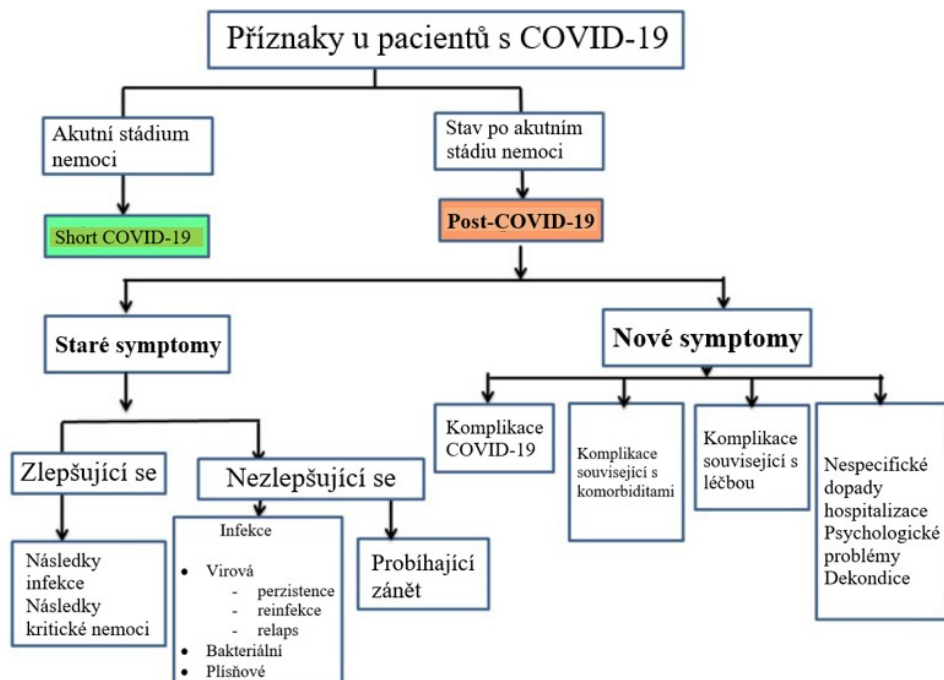 Příznaky u pacientů s COVID-19
Akutní stádium
nemoci
Stav po akutním
stádiu nemoci
Short COVID-19
Post-COVID-19
Staré symptomy
Nové symptomy
Zlepšující se
Nezlepšující se
Následky
infekce
Následky
kritické nemoci
Infekce
Virová
- perzistence
- reinfekce
- relaps
Bakteriální
Plísňové
Probíhající
zánět
Komplikace
COVID-19
Komplikace
související s
komorbiditami
Komplikace
související s
léčbou
Nespecifické
dopady
hospitalizace
Psychologické
problémy
Dekondice